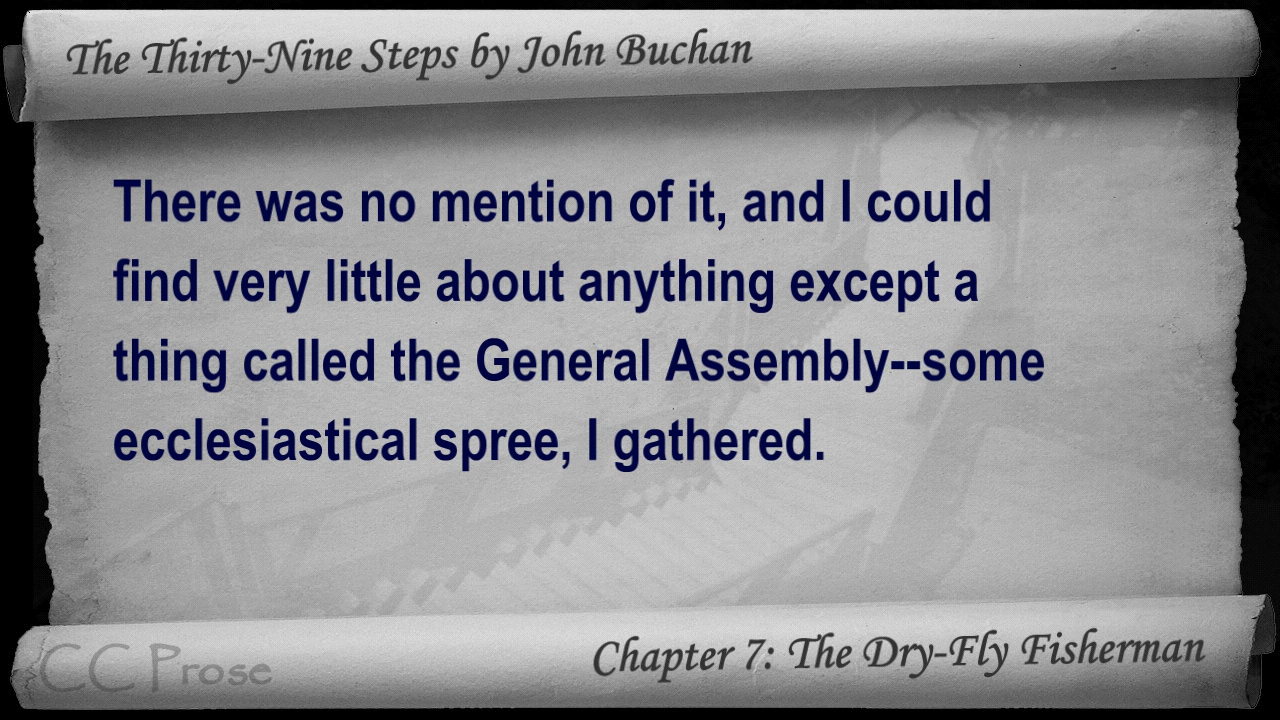 The Thirty-Nine Steps by John Buchan
There was no mention of it, and I could
find very little about anything except a
thing called the General Assembly--some
ecclesiastical spree, I gathered.
CC Prose
Chapter 7: The Dry-Fly Fisherman